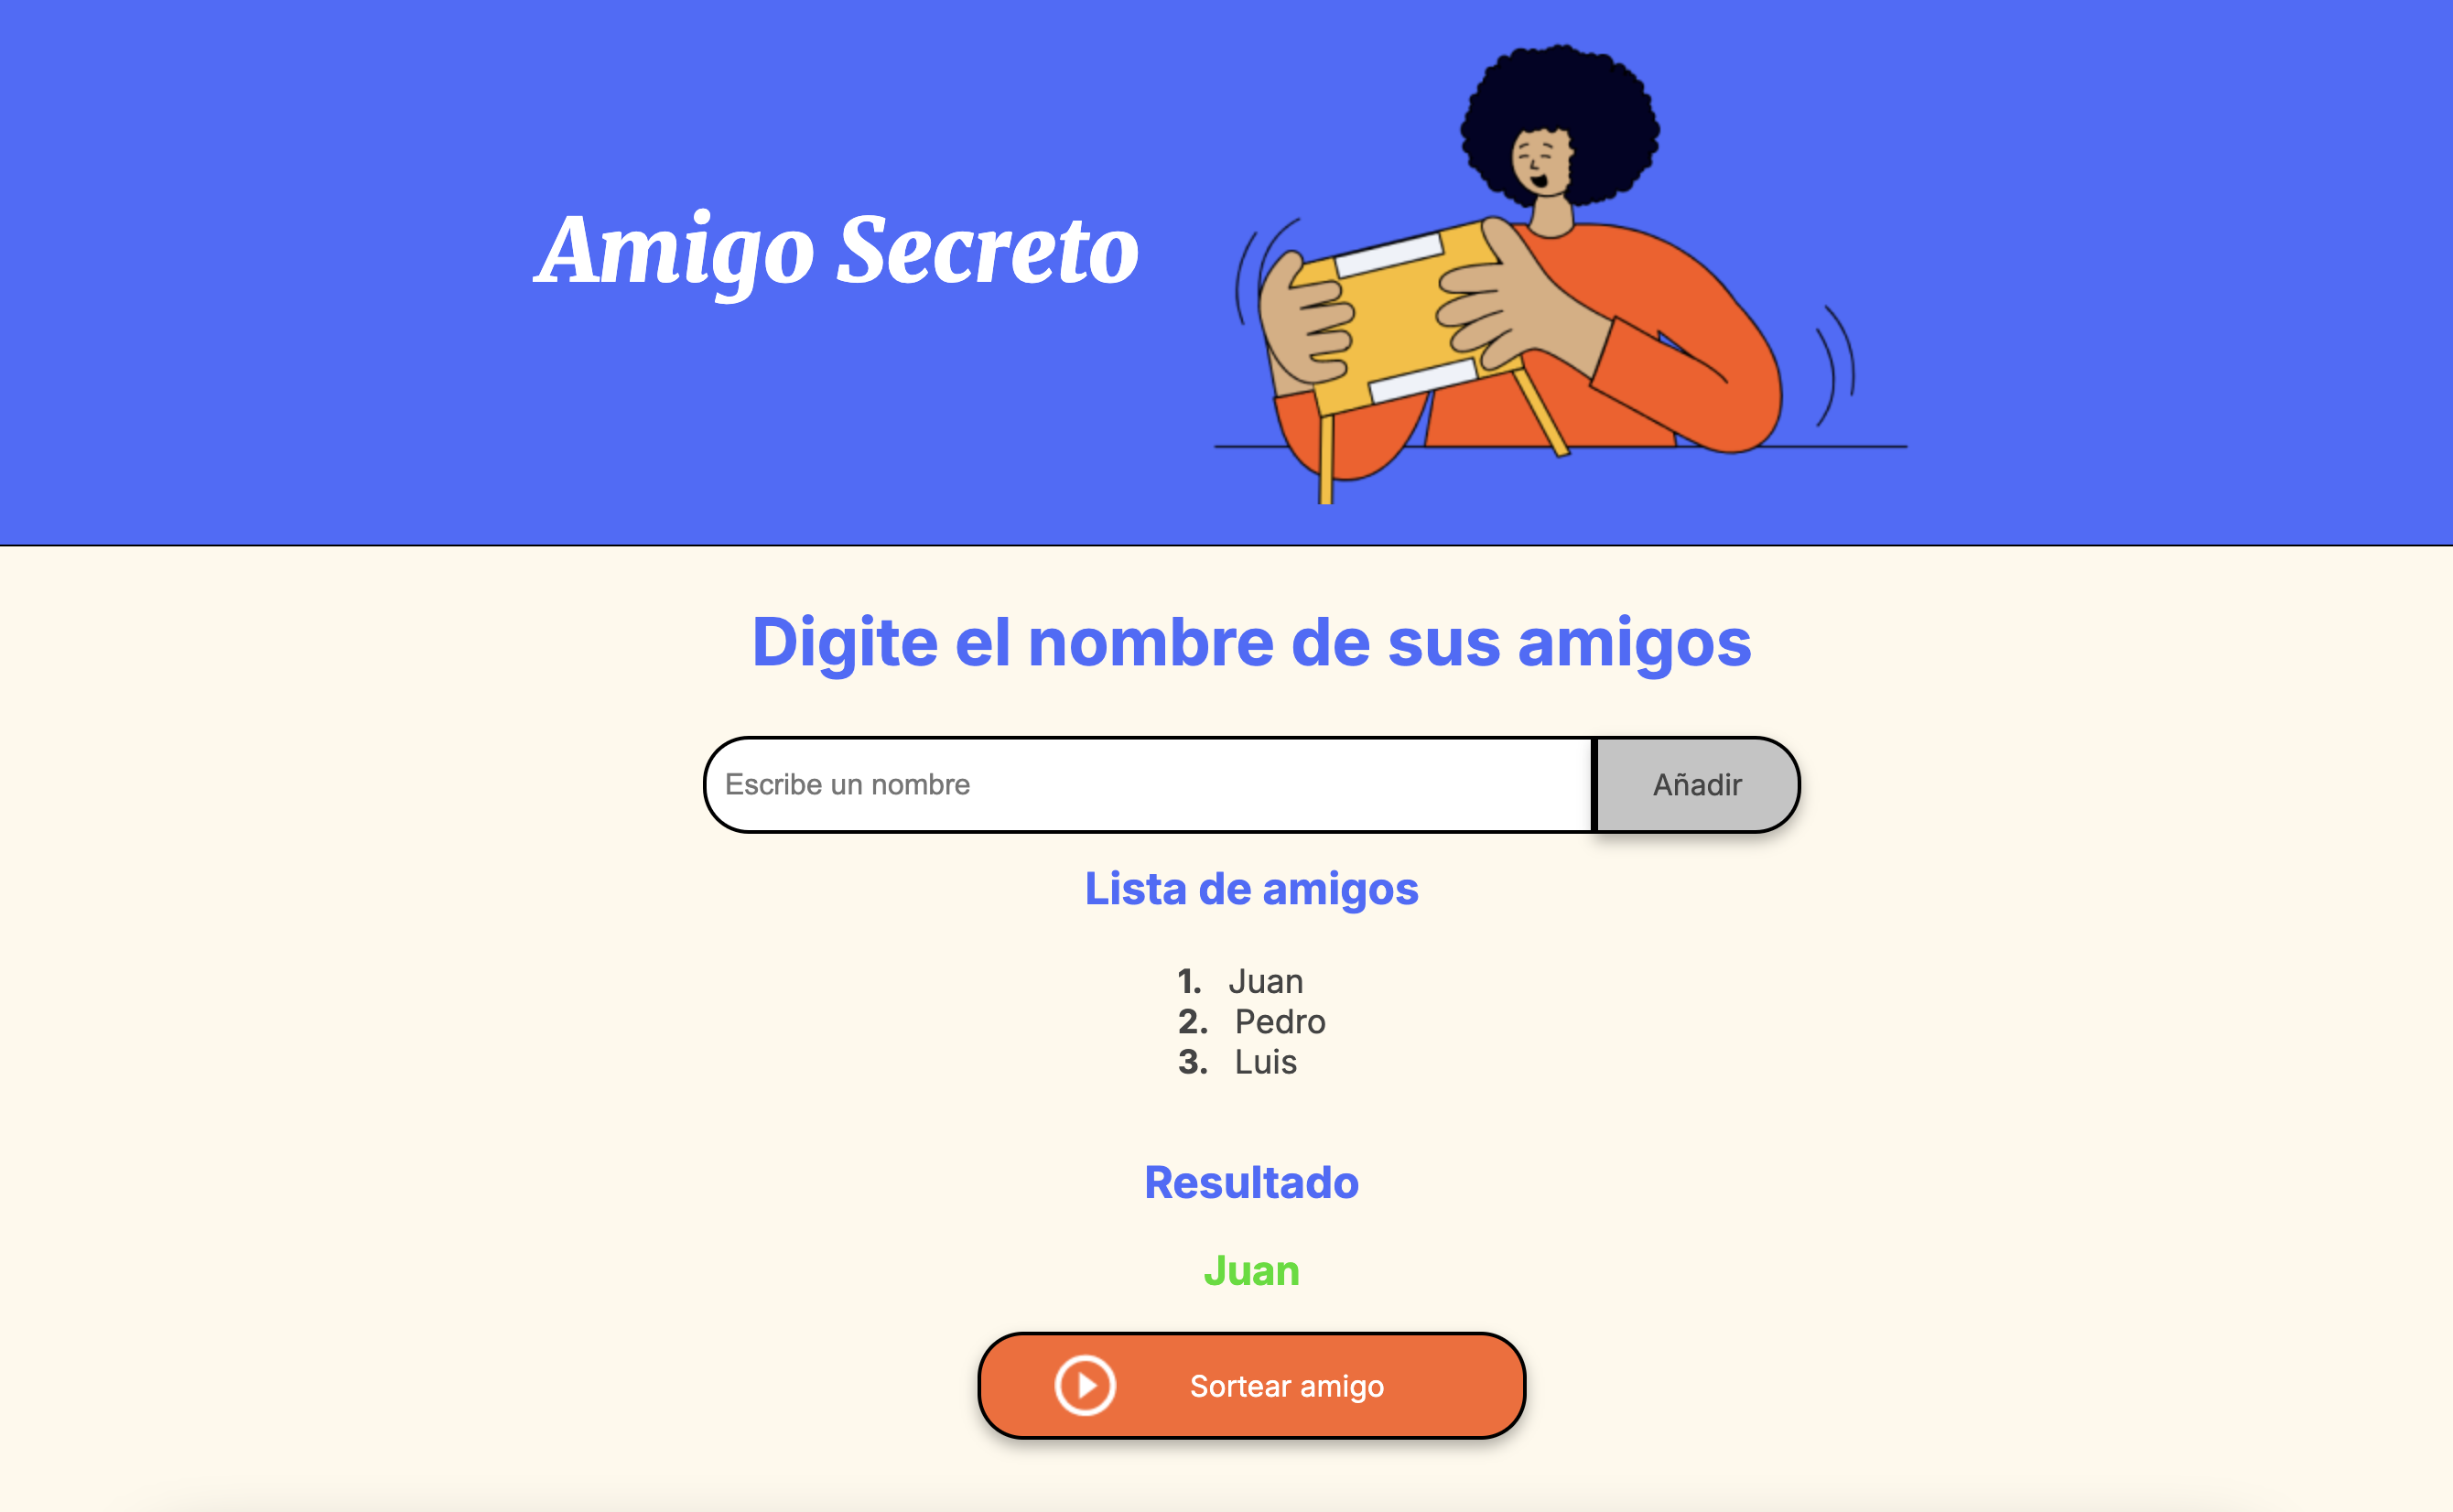 Amigo Secreto
Digite el nombre de sus amigos
Escribe un nombre
Añadir
Lista de amigos
1. Juan
2. Pedro
3. Luis
Resultado
Juan
Sortear amigo